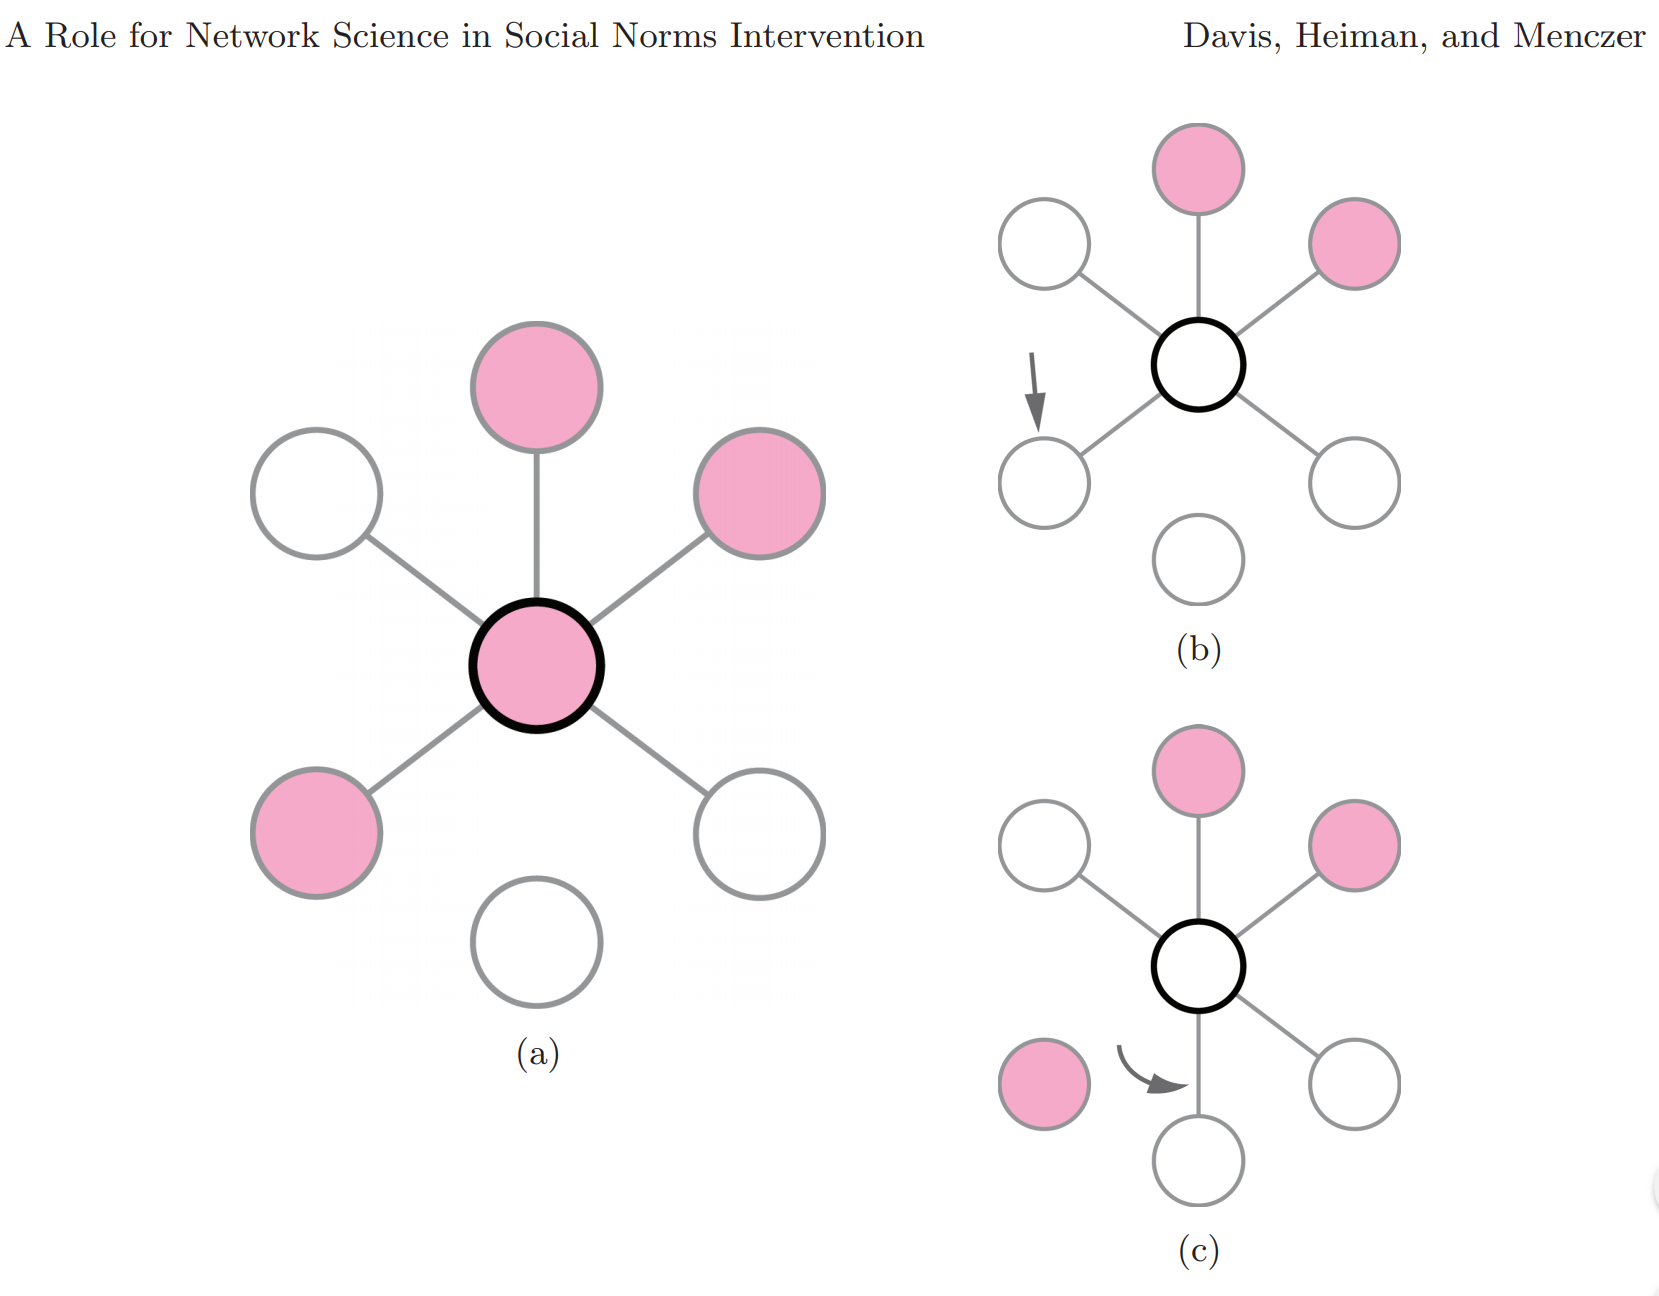 A Role for Network Science in Social Norms Intervention Davis, Heiman, and Menczer
(a)
(b)
(c)